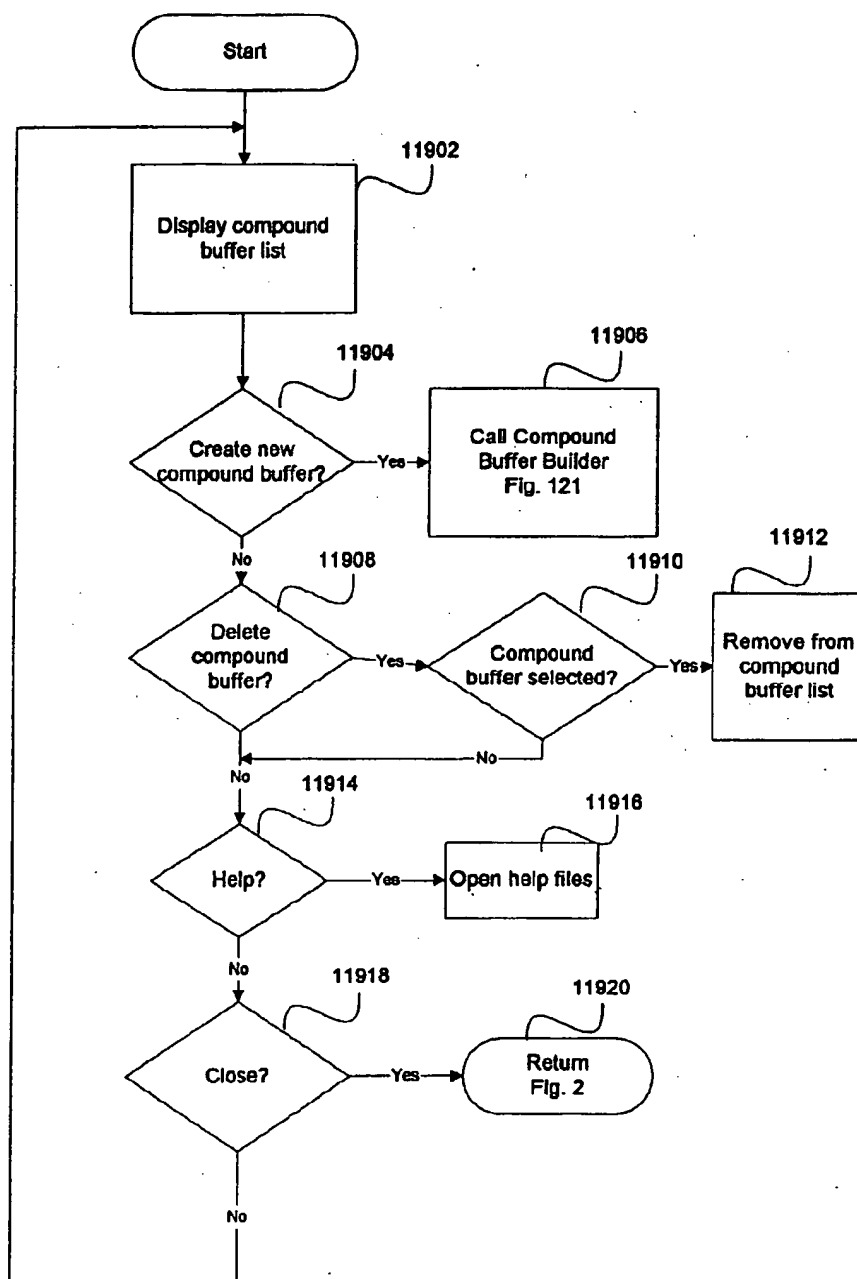 Start
11902
Display compound
buffer list
11904
11906
Create new
compound buffer?
Yes
Call Compound
Buffer Builder
Fig. 121
No
11908
11910
11912
Delete
compound
buffer?
Yes
Compound
buffer selected?
Yes
Remove from
compound
buffer list
No
No
11914
11916
Help?
Yes
Open help files
No
11918
11920
Close?
Yes
Return
Fig. 2
No